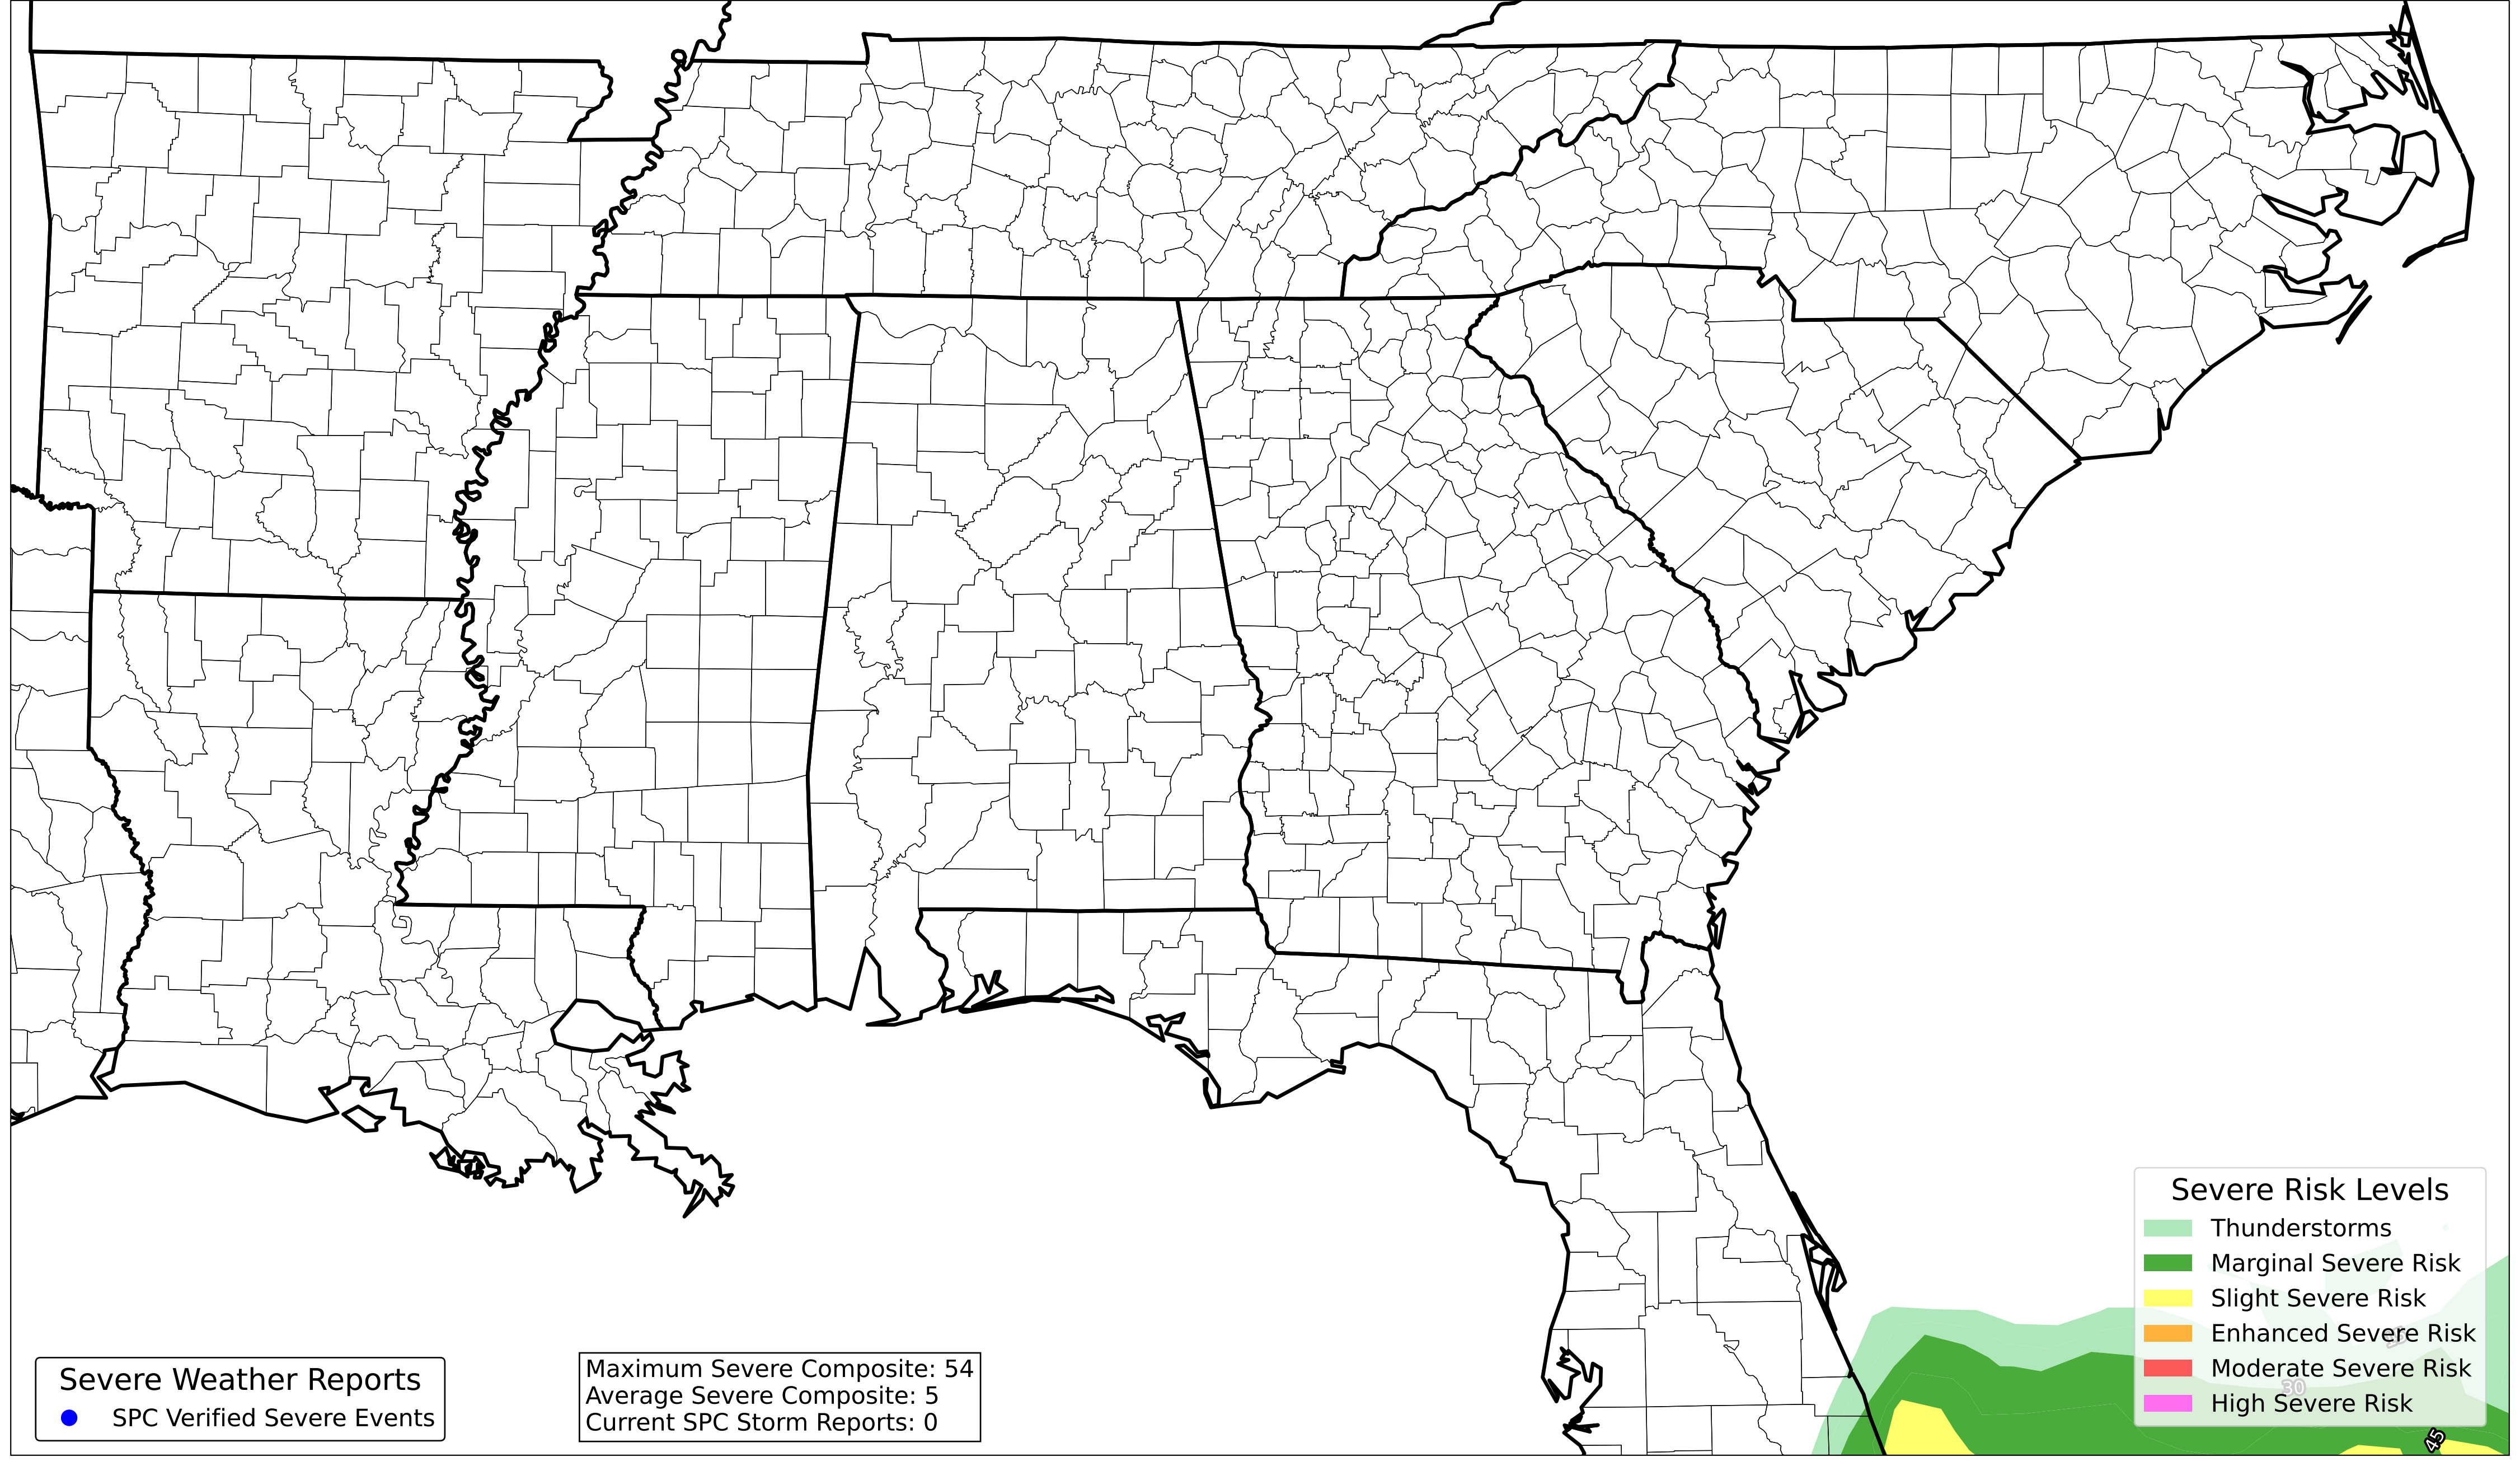 Severe Risk Levels
Thunderstorms
Marginal Severe Risk
Slight Severe Risk
Enhanced Severe Risk
Moderate Severe Risk
High Severe Risk
30
45
Severe Weather Reports
SPC Verified Severe Events
Maximum Severe Composite: 54
Average Severe Composite: 5
Current SPC Storm Reports: 0